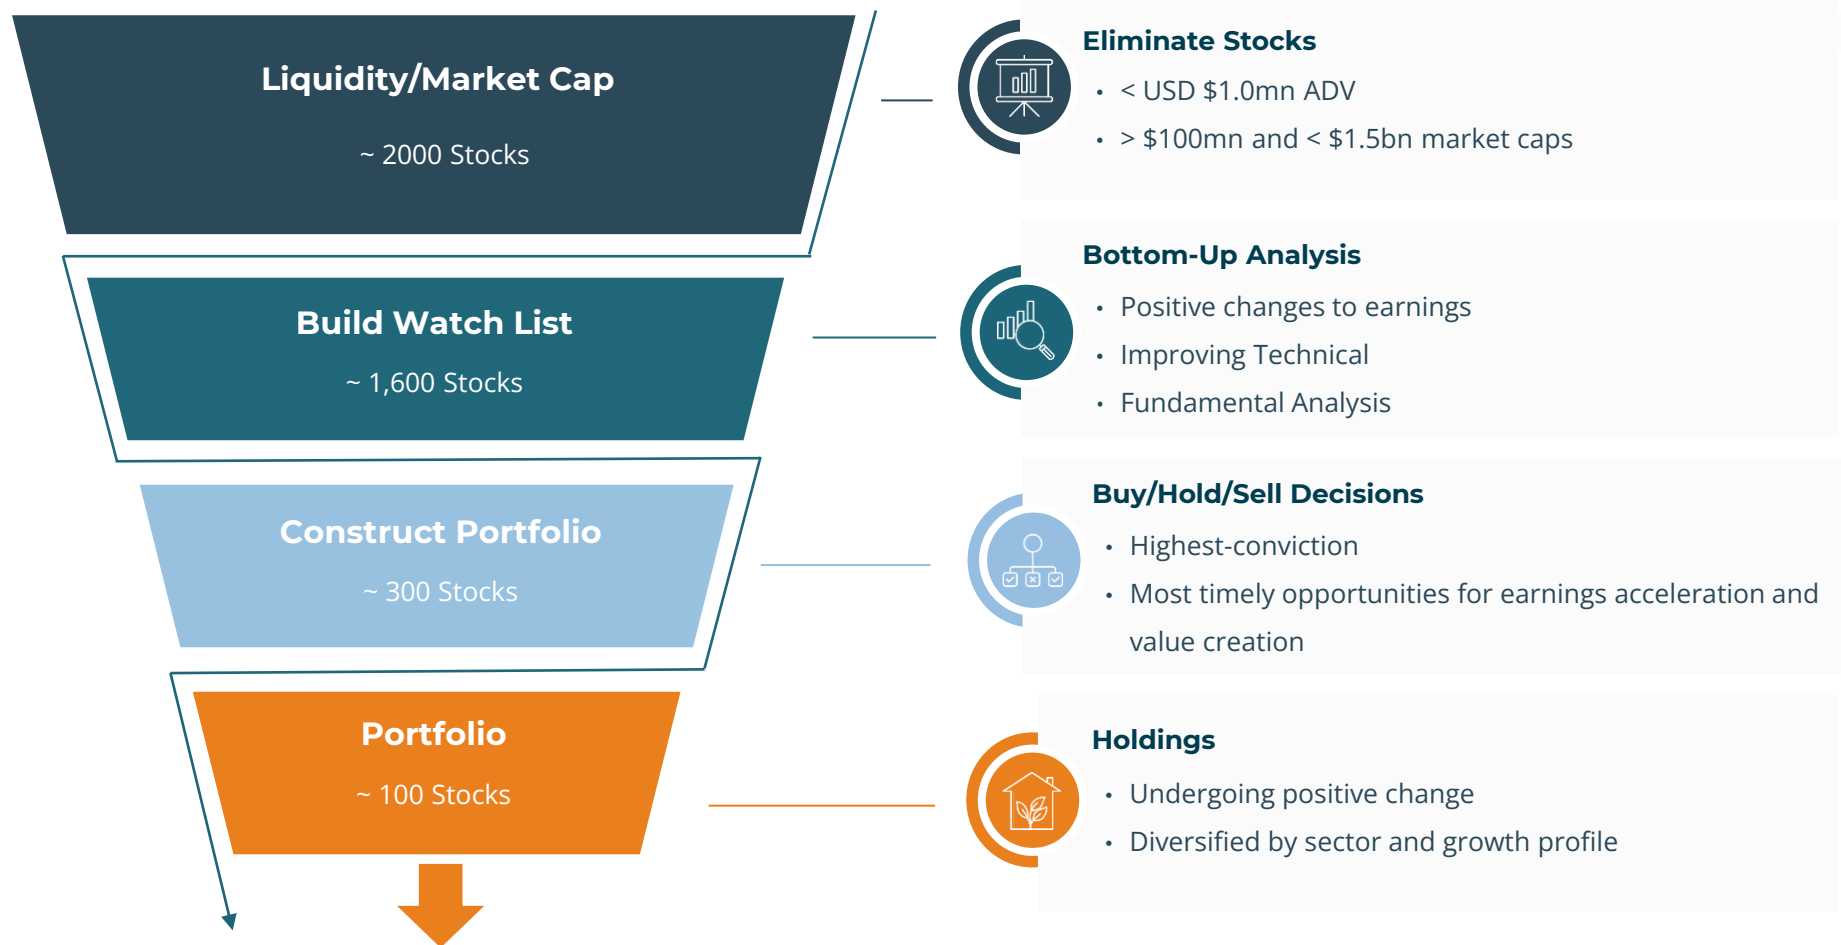 Liquidity/Market Cap
~ 2000 Stocks
Eliminate Stocks
• < USD $1.0mn ADV
• > $100mn and < $1.5bn market caps
Build Watch List
~ 1,600 Stocks
Bottom-Up Analysis
• Positive changes to earnings
• Improving Technical
• Fundamental Analysis
Construct Portfolio
~ 300 Stocks
Buy/Hold/Sell Decisions
• Highest-conviction
• Most timely opportunities for earnings acceleration and
value creation
Portfolio
~ 100 Stocks
Holdings
• Undergoing positive change
• Diversified by sector and growth profile